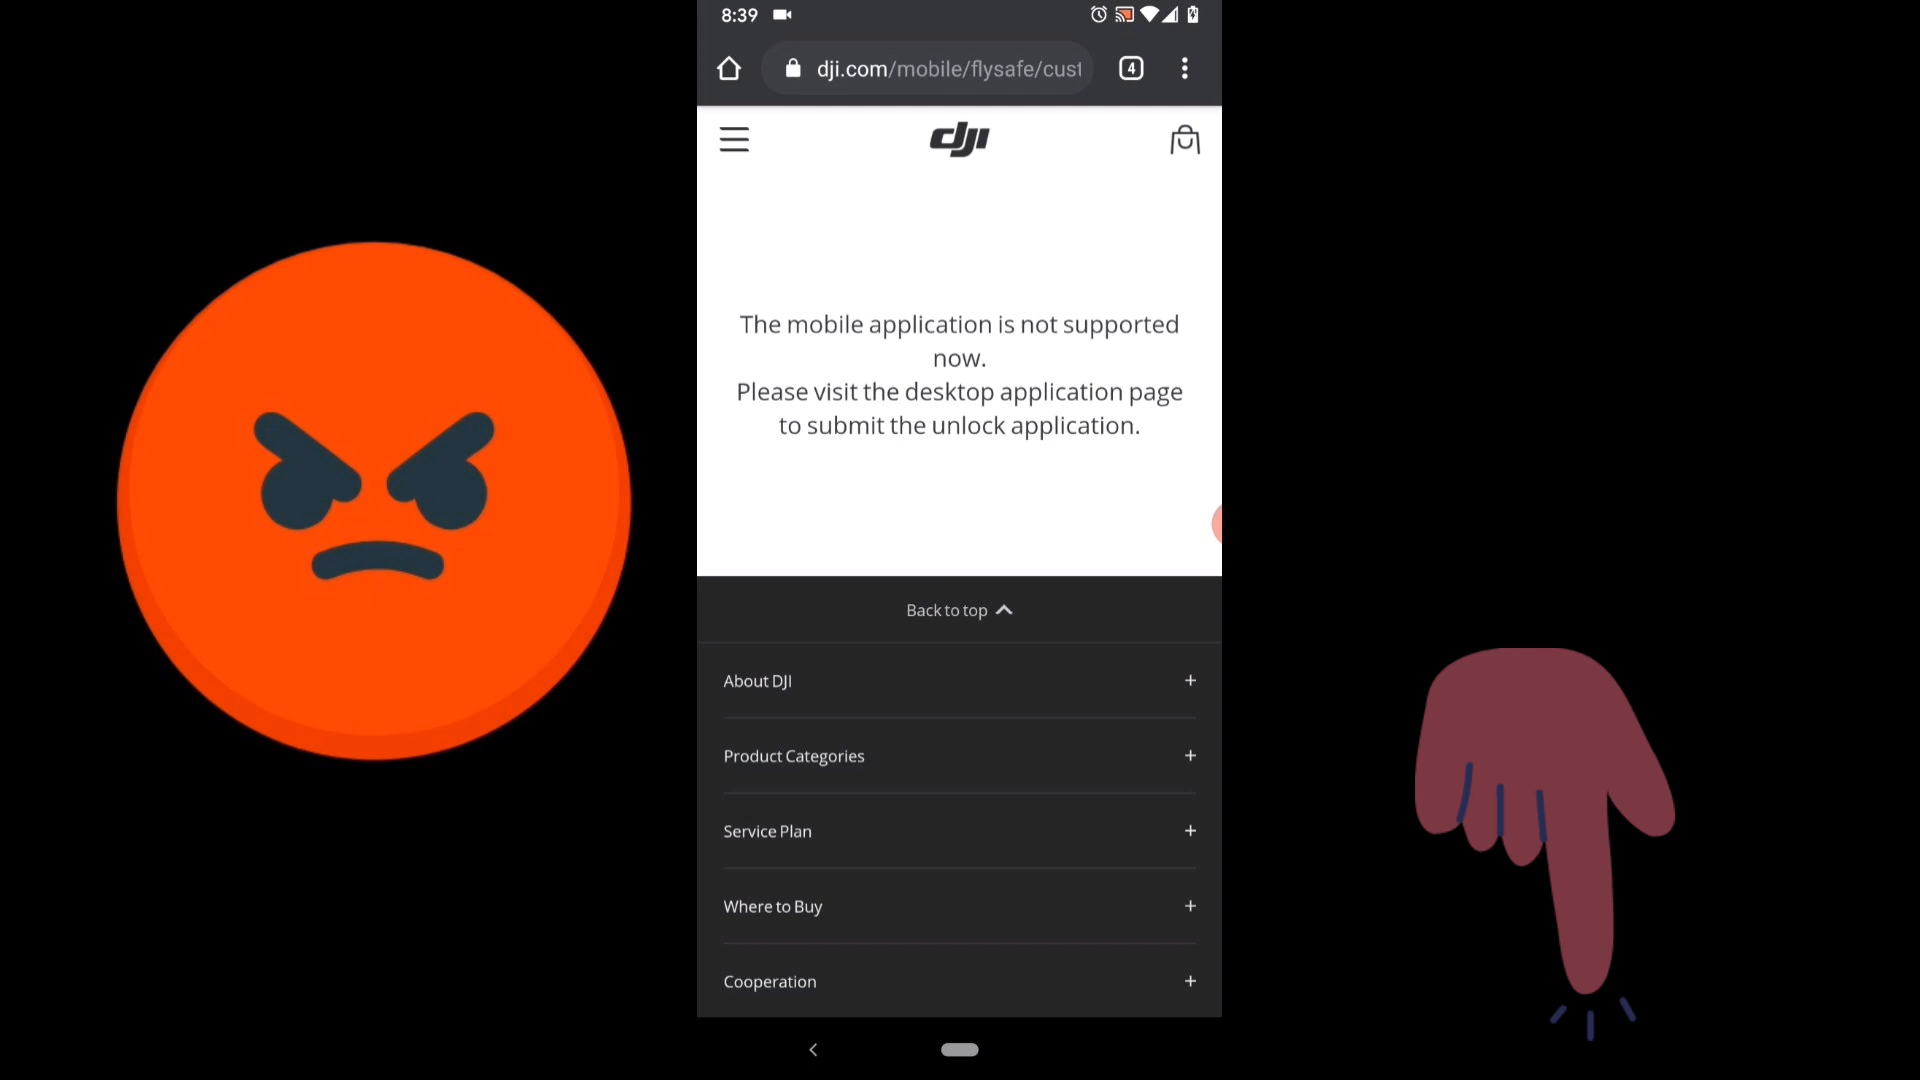 8:39
dji.com/mobile/flysafe/cust
4
dji
The mobile application is not supported
now.
Please visit the desktop application page
to submit the unlock application.
Back to top
About DJI
Product Categories
Service Plan
Where to Buy
Cooperation